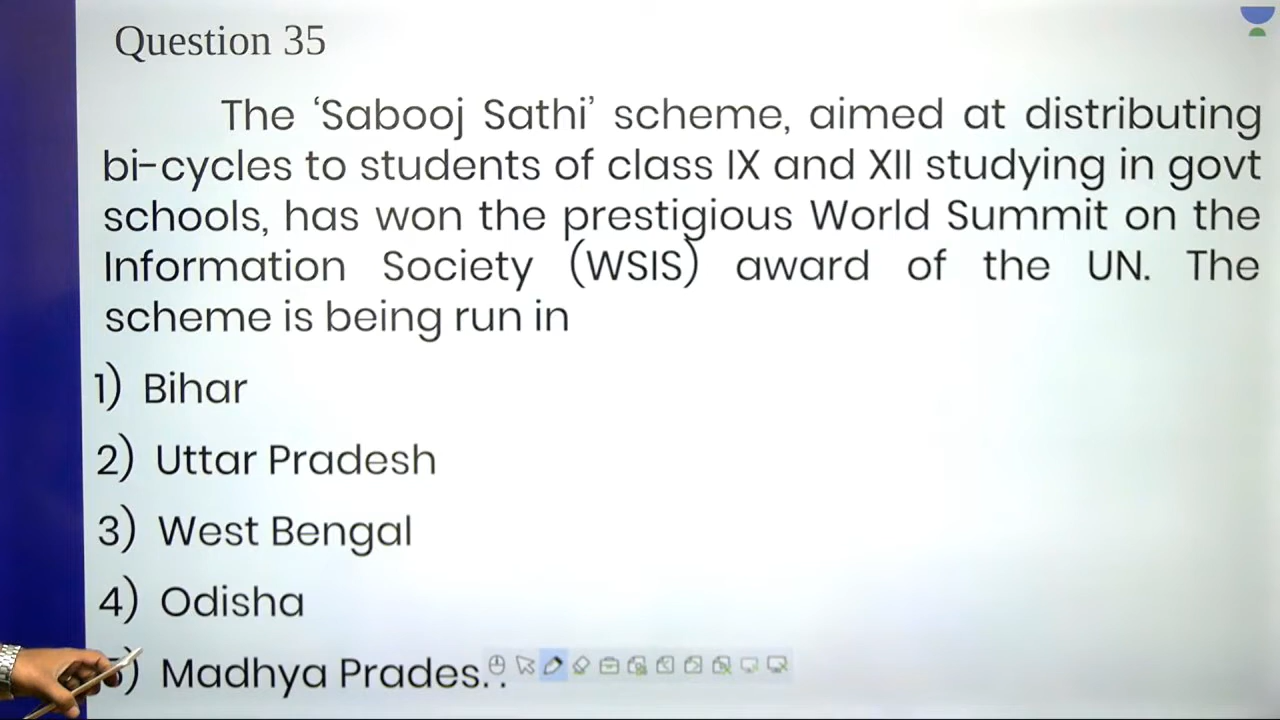 Question 35
The ‘Sabooj Sathi’ scheme, aimed at distributing
bi-cycles to students of class IX and XII studying in govt
schools, has won the prestigious World Summit on the
Information Society (WSIS) award of the UN. The
scheme is being run in
1) Bihar
2) Uttar Pradesh
3) West Bengal
4) Odisha
5) Madhya Prades